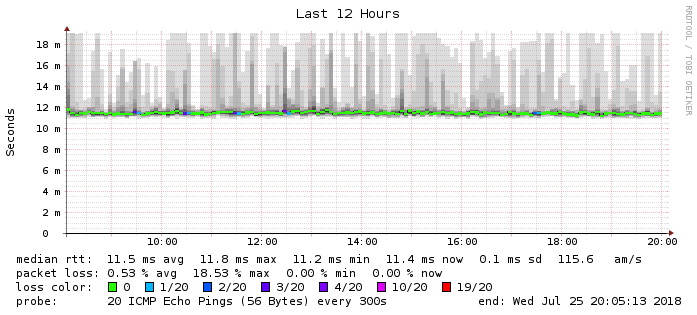 Last 12 Hours
RRDTOOL / TOBI OETIKER
Seconds
18 m
16 m
14 m
12 m
10 m
8 m
6 m
4 m
2 m
0
10:00 12:00 14:00 16:00 18:00 20:00
median rtt: 11.5 ms avg 11.8 ms max 11.2 ms min 11.4 ms now 0.1 ms sd 115.6 am/s
packet loss: 0.53 % avg 18.53 % max 0.00 % min 0.00 % now
loss color: 0 1/20 2/20 3/20 4/20 10/20 19/20
probe: 20 ICMP Echo Pings (56 Bytes) every 300s end: Wed Jul 25 20:05:13 2018